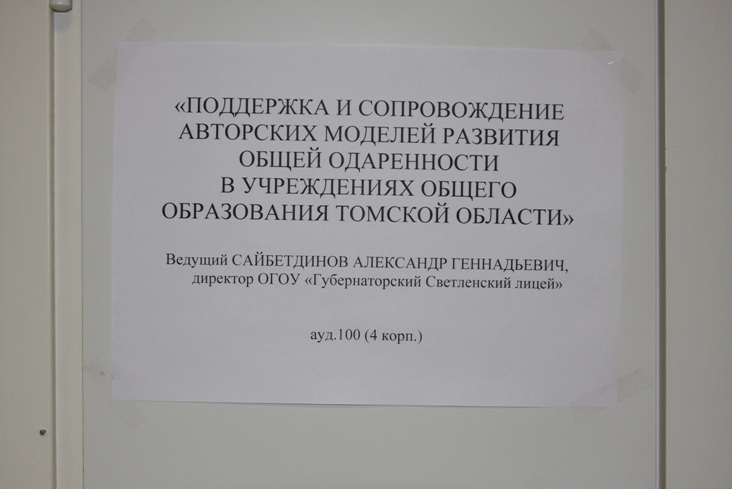 «ПОДДЕРЖКА И СОПРОВОЖДЕНИЕ
АВТОРСКИХ МОДЕЛЕЙ РАЗВИТИЯ
ОБЩЕЙ ОДАРЕННОСТИ
В УЧРЕЖДЕНИЯХ ОБЩЕГО
ОБРАЗОВАНИЯ ТОМСКОЙ ОБЛАСТИ»
Ведущий САЙБЕТДИНОВ АЛЕКСАНДР ГЕННАДЬЕВИЧ,
директор ОГОУ «Губернаторский Светленский лицей»
ауд.100 (4 корп.)